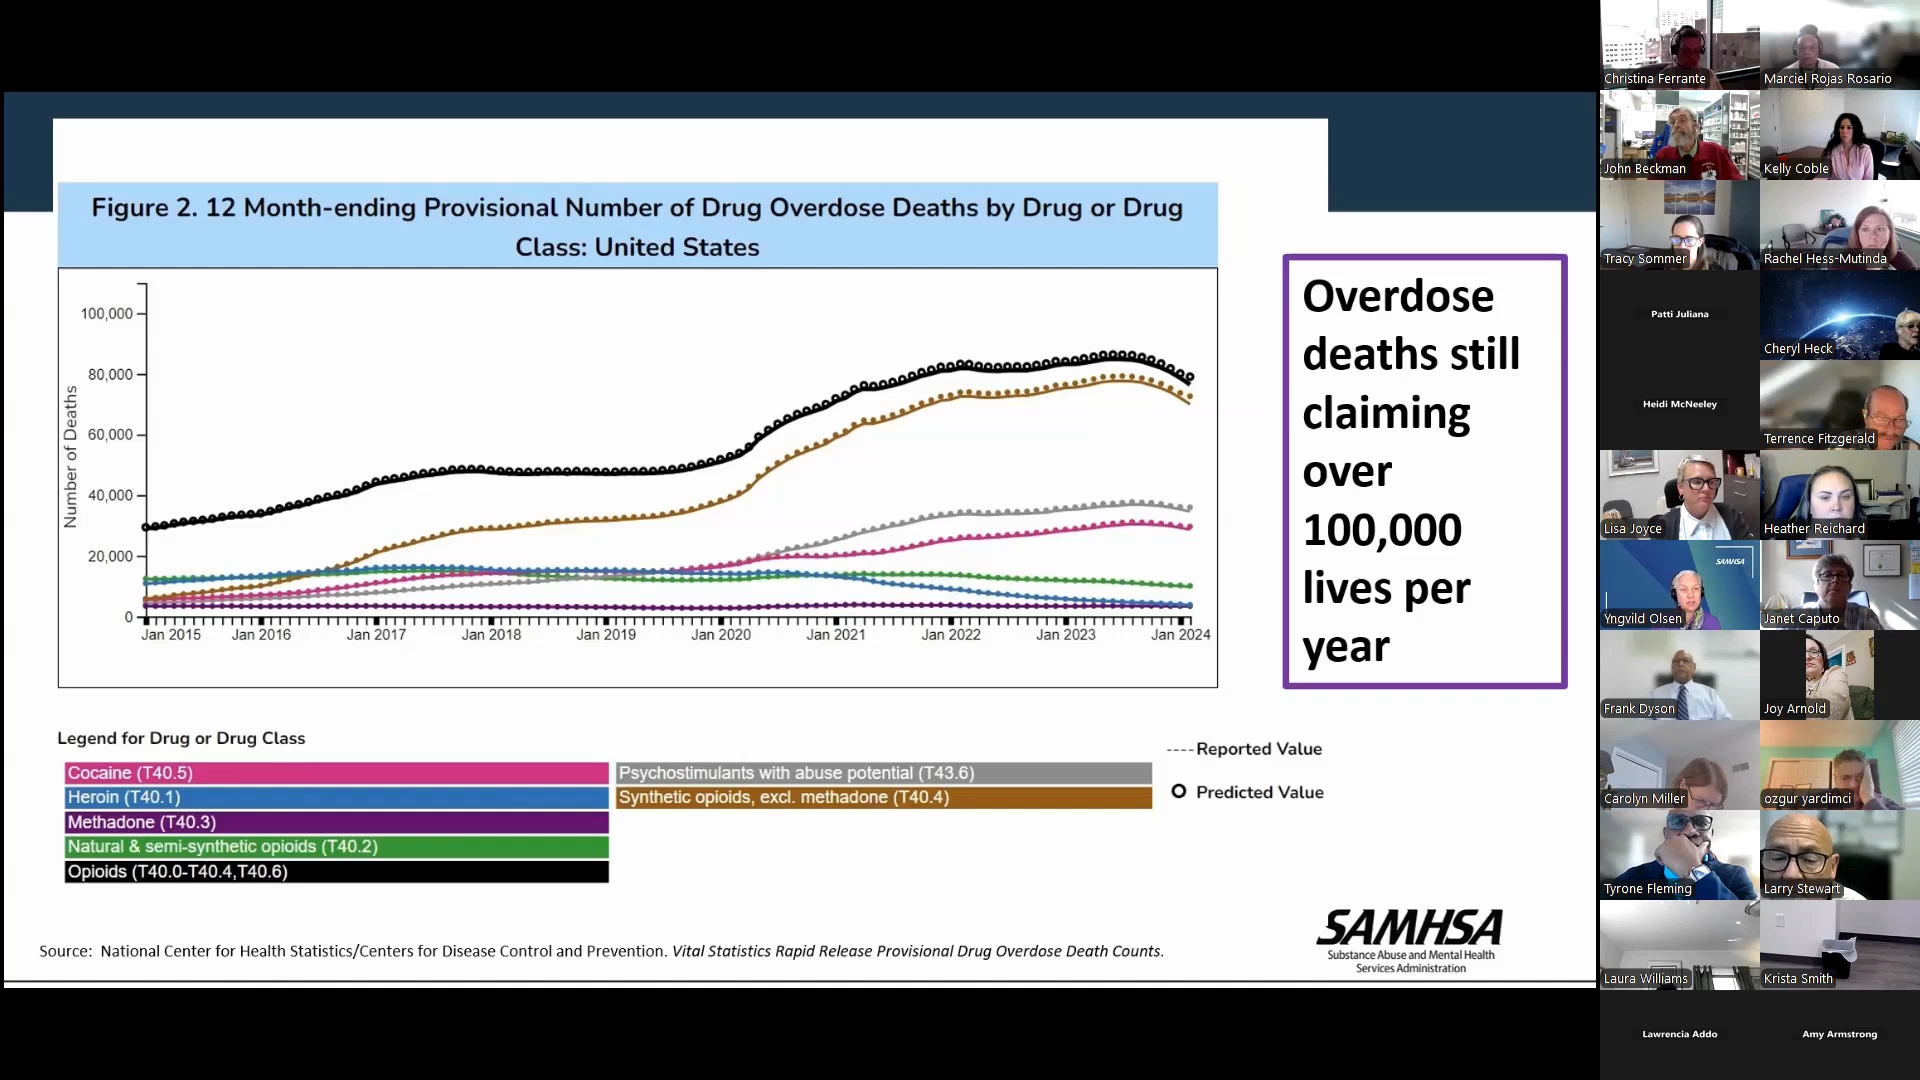 Figure 2. 12 Month-ending Provisional Number of Drug Overdose Deaths by Drug or Drug
Class: United States
Number of Deaths
100,000
80,000
60,000
40,000
20,000
0
Jan 2015
Jan 2016
Jan 2017
Jan 2018
Jan 2019
Jan 2020
Jan 2021
Jan 2022
Jan 2023
Jan 2024
Overdose
deaths still
claiming
over
100,000
lives per
year
Legend for Drug or Drug Class
Cocaine (T40.5)
Heroin (T40.1)
Methadone (T40.3)
Natural & semi-synthetic opioids (T40.2)
Opioids (T40.0-T40.4,T40.6)
Psychostimulants with abuse potential (T43.6)
Synthetic opioids, excl. methadone (T40.4)
---- Reported Value
Predicted Value
Source: National Center for Health Statistics/Centers for Disease Control and Prevention. Vital Statistics Rapid Release Provisional Drug Overdose Death Counts.
SAMHSA
Substance Abuse and Mental Health
Services Administration
Christina Ferrante
Marciel Rojas Rosario
John Beckman
Kelly Coble
Tracy Sommer
Rachel Hess-Mutinda
Patti Juliana
Cheryl Heck
Heidi McNeeley
Terrence Fitzgerald
Lisa Joyce
Heather Reichard
SAMHSA
Yngvild Olsen
Janet Caputo
Frank Dyson
Joy Arnold
Carolyn Miller
ozgur yardimci
Tyrone Fleming
Larry Stewart
Laura Williams
Krista Smith
Lawrencia Addo
Amy Armstrong